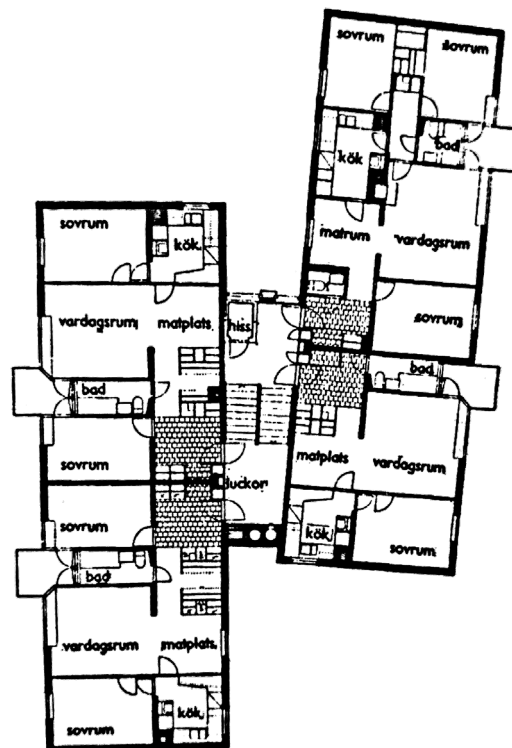 sovrum
sovrum
bad
kök
matrum
vardagsrum
sovrum
sovrum
kök.
vardagsrum
matplats
hiss
bad
bad
sovrum
matplats
vardagsrum
luckor
sovrum
kök
sovrum
bad
vardagsrum
matplats
sovrum
kök